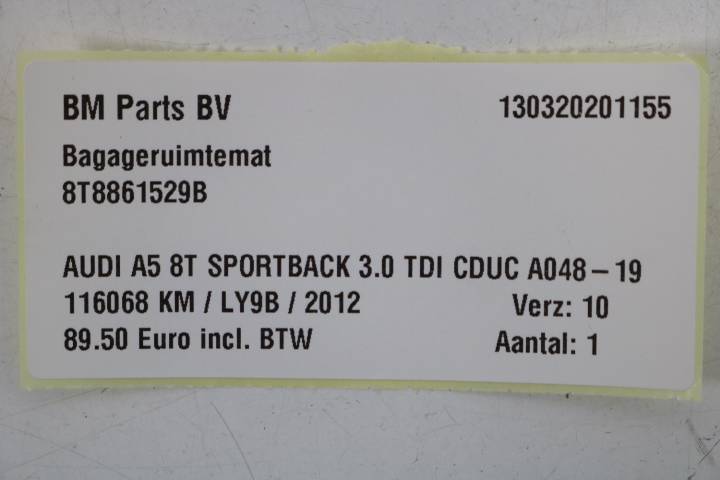 BM Parts BV 130320201155
Bagageruimtemat
8T8861529B
AUDI A5 8T SPORTBACK 3.0 TDI CDUC A048-19
116068 KM / LY9B / 2012 Verz: 10
89.50 Euro incl. BTW Aantal: 1